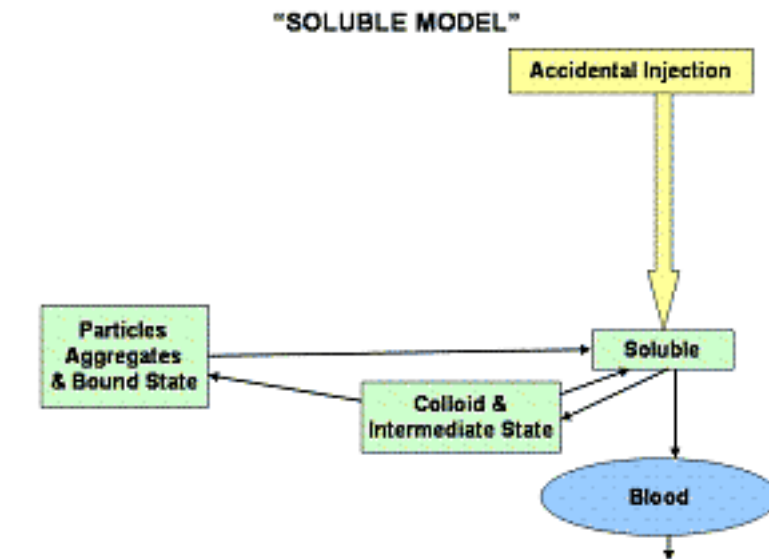 "SOLUBLE MODEL"
Accidental Injection
Particles
Aggregates
& Bound State
Soluble
Colloid &
Intermediate State
Blood